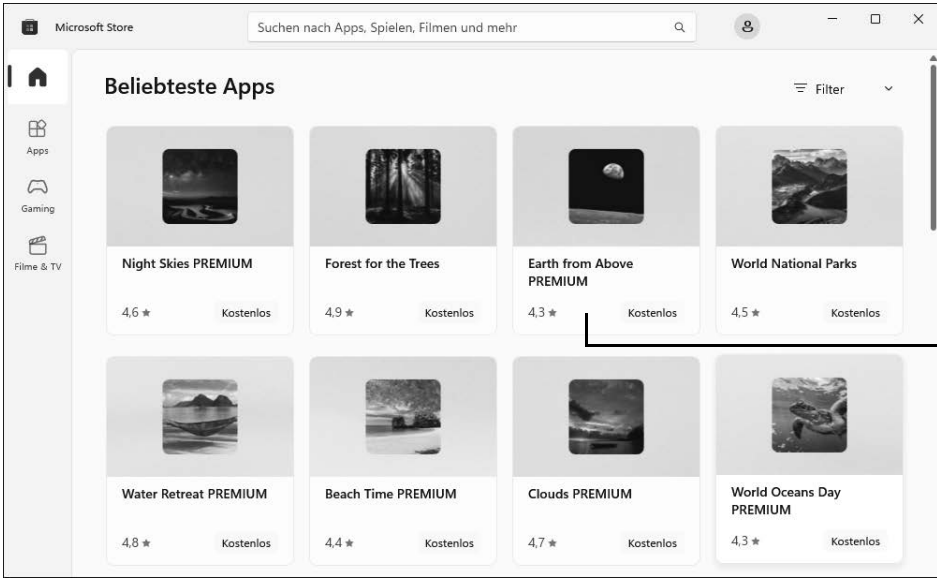 Microsoft Store
Suchen nach Apps, Spielen, Filmen und mehr
Beliebteste Apps
Filter
Apps
Gaming
Filme & TV
Night Skies PREMIUM
4,6 ★
Kostenlos
Forest for the Trees
4,9 ★
Kostenlos
Earth from Above
PREMIUM
4,3 ★
Kostenlos
World National Parks
4,5 ★
Kostenlos
Water Retreat PREMIUM
4,8 ★
Kostenlos
Beach Time PREMIUM
4,4 ★
Kostenlos
Clouds PREMIUM
4,7 ★
Kostenlos
World Oceans Day
PREMIUM
4,3 ★
Kostenlos